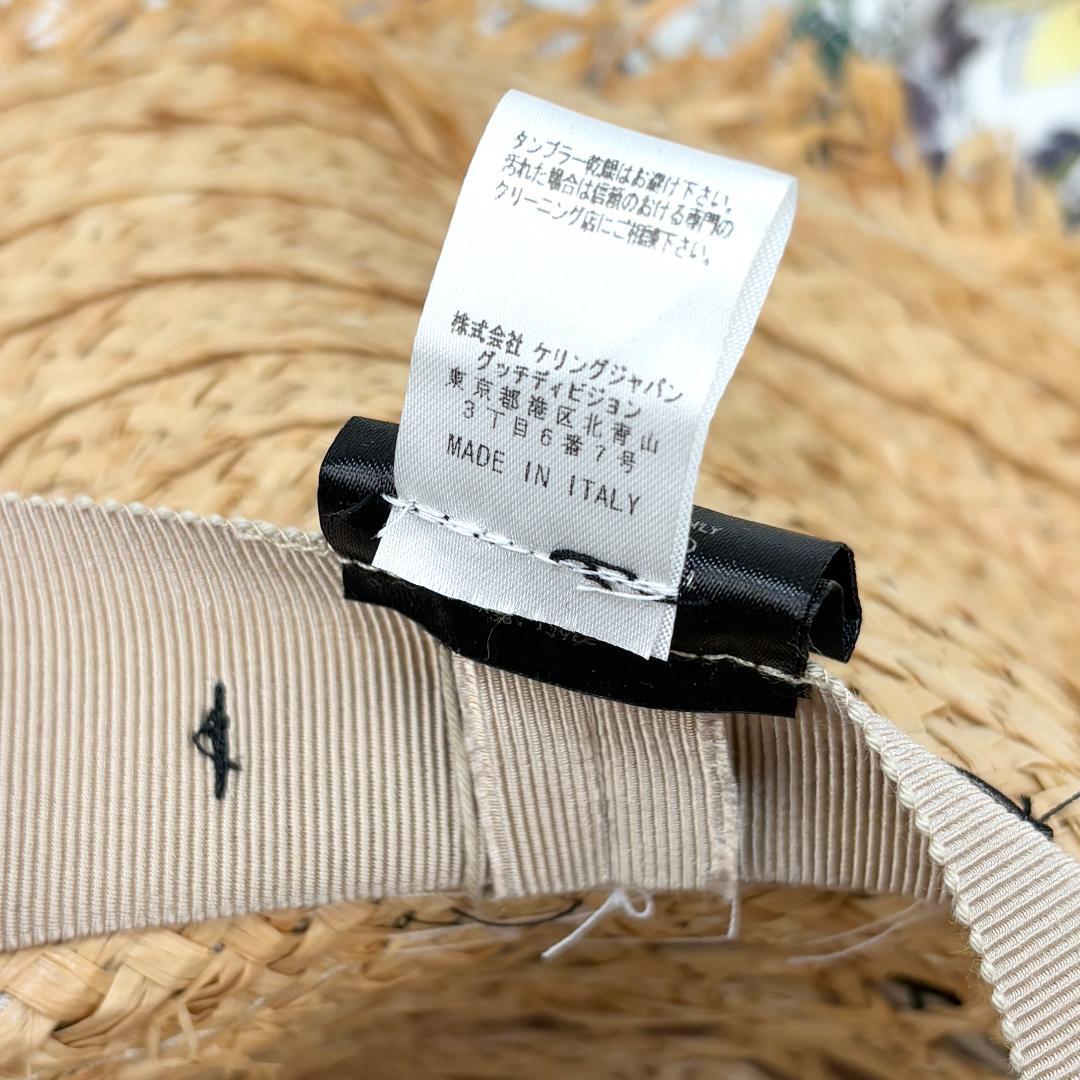 タンブラー乾燥はお避け下さい。
汚れた場合は信頼のおける専門の
クリーニング店にご相談下さい。
株式会社 ケリングジャパン
グッチディビジョン
東京都港区北青山
3丁目6番7号
MADE IN ITALY